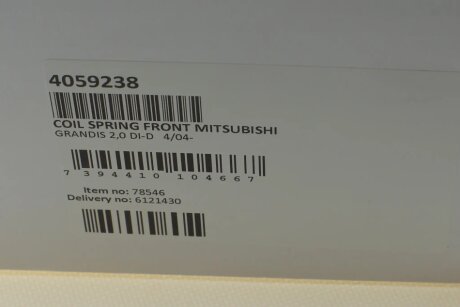 4059238
COIL SPRING FRONT MITSUBISHI
GRANDIS 2,0 DI-D 4/04-
7 394410 104667
Item no: 78546
Delivery no: 6121430